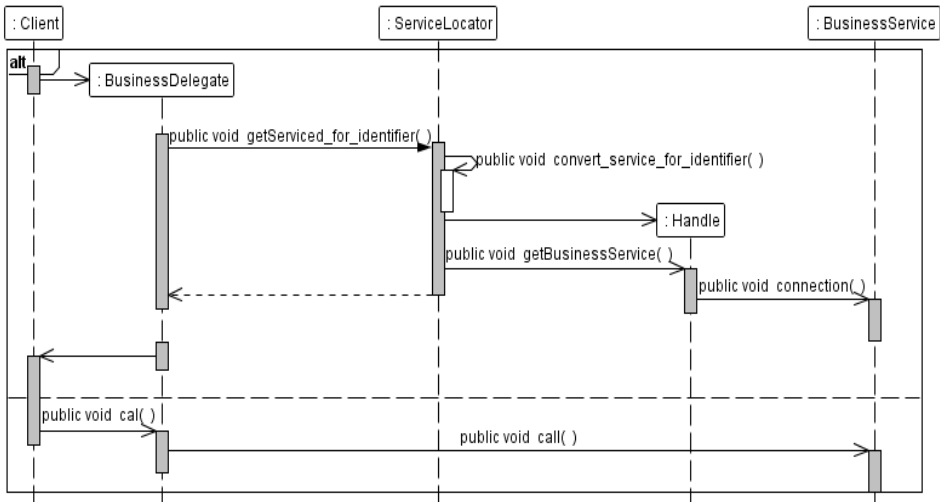 : Client
: ServiceLocator
: BusinessService
alt
: BusinessDelegate
public void getServiced_for_identifier( )
public void convert_service_for_identifier( )
: Handle
public void getBusinessService( )
public void connection( )
public void cal( )
public void call( )